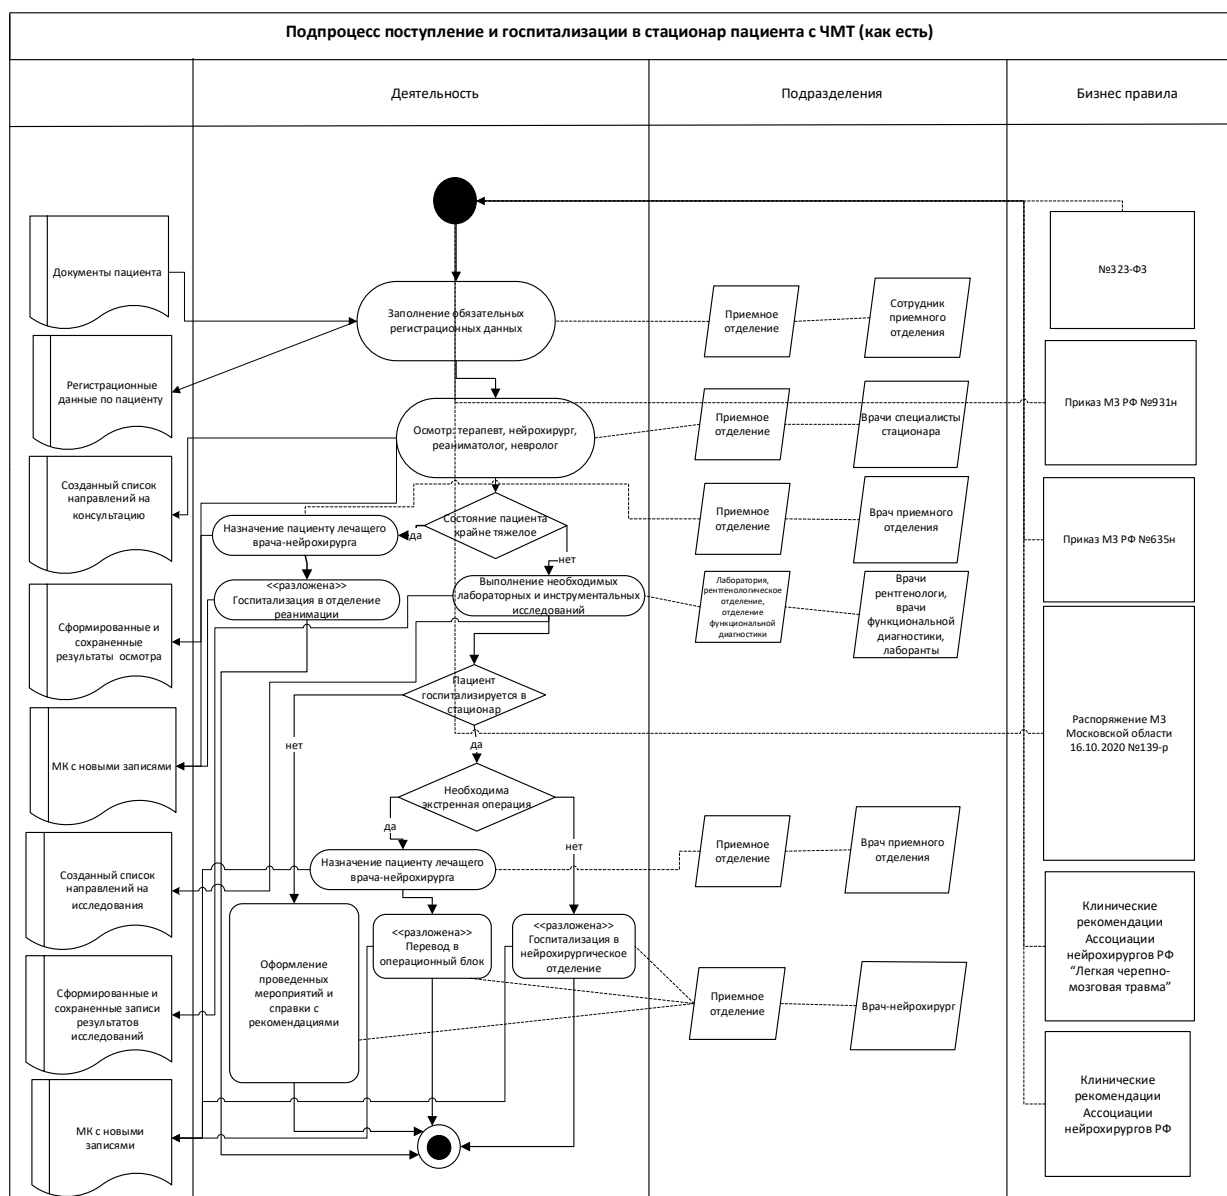 Подпроцесс поступление и госпитализации в стационар пациента с ЧМТ (как есть)
Деятельность
Подразделения
Бизнес правила
Документы пациента
Регистрационные
данные по пациенту
Созданный список
направлений на
консультацию
Сформированные и
сохраненные
результаты осмотра
МК с новыми записями
Созданный список
направлений на
исследования
Сформированные и
сохраненные записи
результатов
исследований
МК с новыми
записями
Заполнение обязательных
регистрационных данных
Осмотр: терапевт, нейрохирург,
реаниматолог, невролог
Состояние пациента
крайне тяжелое
да
нет
Назначение пациенту лечащего
врача-нейрохирурга
<<разложена>>
Госпитализация в отделение
реанимации
Выполнение необходимых
лабораторных и инструментальных
исследований
Пациент
госпитализируется в
стационар
нет
да
Необходима
экстренная операция
да
нет
Назначение пациенту лечащего
врача-нейрохирурга
Оформление
проведенных
мероприятий и
справки с
рекомендациями
<<разложена>>
Перевод в
операционный блок
<<разложена>>
Госпитализация в
нейрохирургическое
отделение
Приемное
отделение
Сотрудник
приемного
отделения
Приемное
отделение
Врачи специалисты
стационара
Приемное
отделение
Врач приемного
отделения
Лаборатория,
рентгенологическое
отделение,
отделение
функциональной
диагностики
Врачи
рентгенологи,
врачи
функциональной
диагностики,
лаборанты
Приемное
отделение
Врач приемного
отделения
Приемное
отделение
Врач-нейрохирург
№323-ФЗ
Приказ МЗ РФ №931н
Приказ МЗ РФ №635н
Распоряжение МЗ
Московской области
16.10.2020 №139-р
Клинические
рекомендации
Ассоциации
нейрохирургов РФ
“Легкая черепно-
мозговая травма”
Клинические
рекомендации
Ассоциации
нейрохирургов РФ